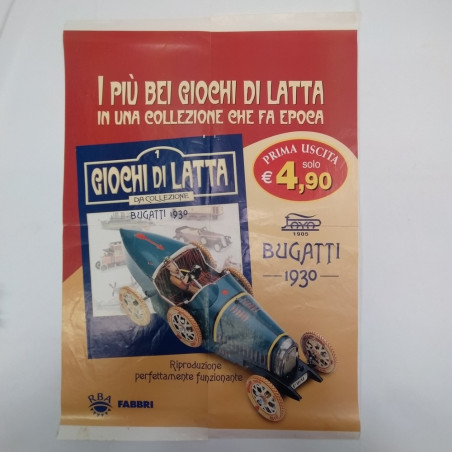 I PIÙ BEI GIOCHI DI LATTA
IN UNA COLLEZIONE CHE FA EPOCA
PRIMA USCITA
solo
€ 4,90
1
GIOCHI DI LATTA
DA COLLEZIONE
BUGATTI 1930
1905
BUGATTI
1930
Riproduzione
perfettamente funzionante
RBA
FABBRI